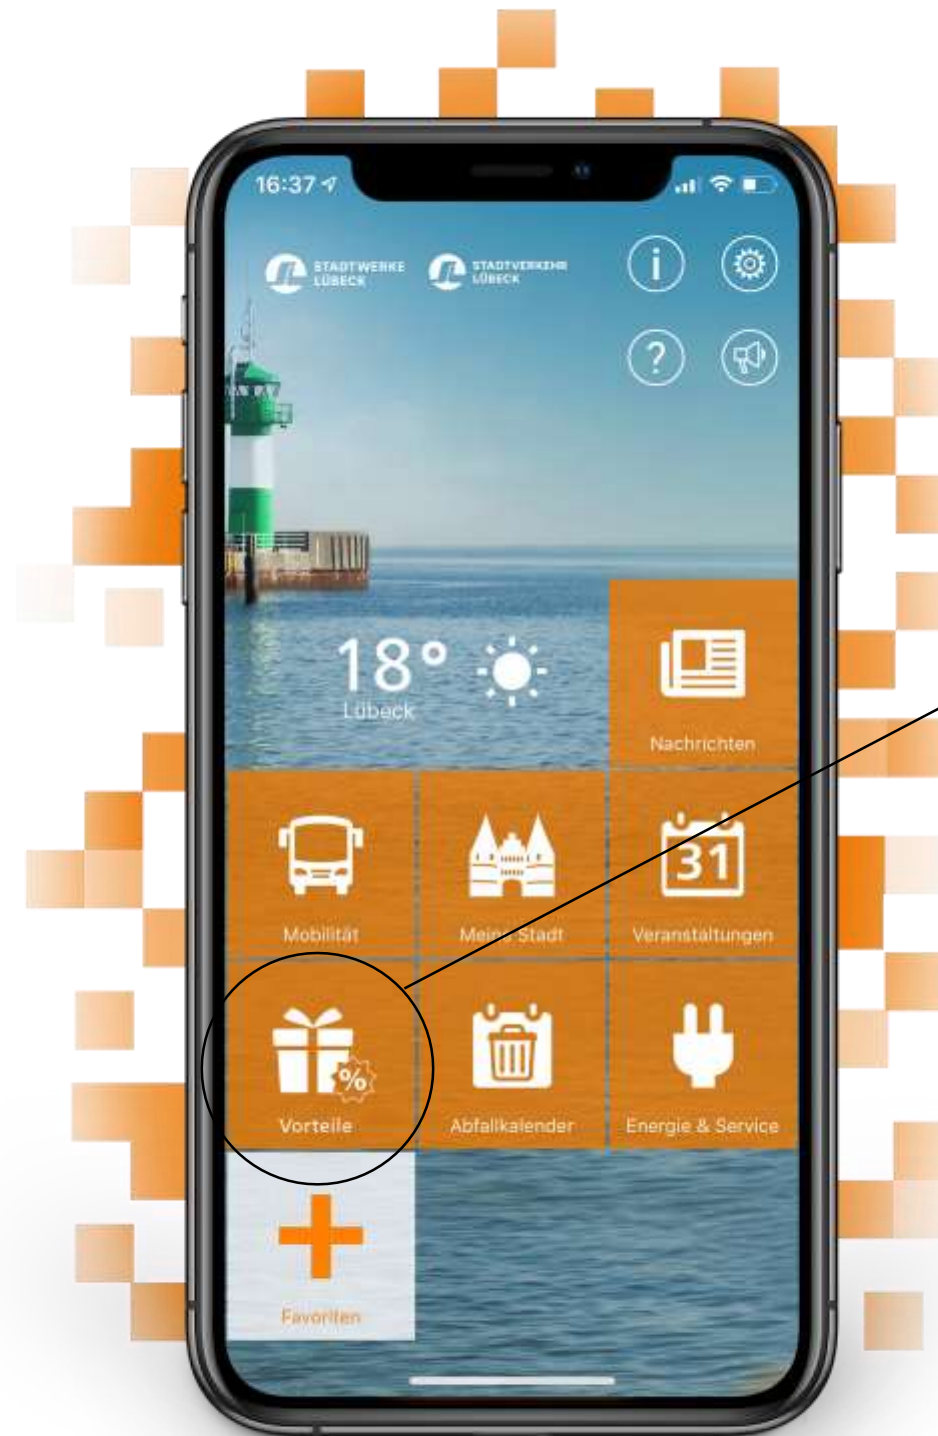 16:37
STADTWERKE
LÜBECK
STADTVERKEHR
LÜBECK
i
?
18°
Lübeck
Nachrichten
Mobilität
Meine Stadt
31
Veranstaltungen
%
Vorteile
Abfallkalender
Energie & Service
Favoriten